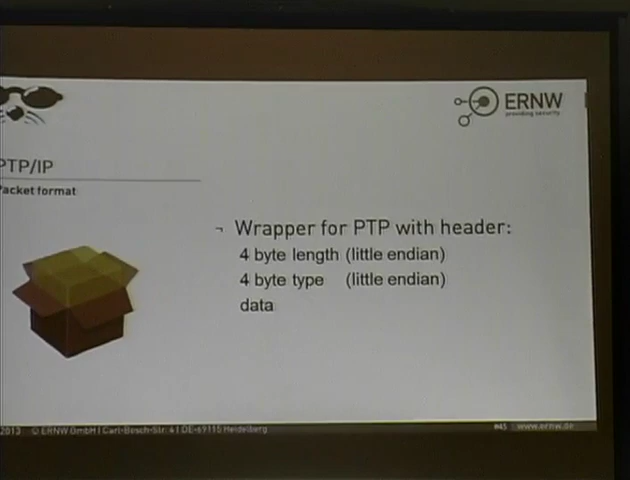 ERNW
providing security.
PTP/IP
Packet format
¬ Wrapper for PTP with header:
4 byte length (little endian)
4 byte type (little endian)
data
2013 © ERNW GmbH | Carl-Bosch-Str. 4 | DE-69115 Heidelberg
#45 www.ernw.de